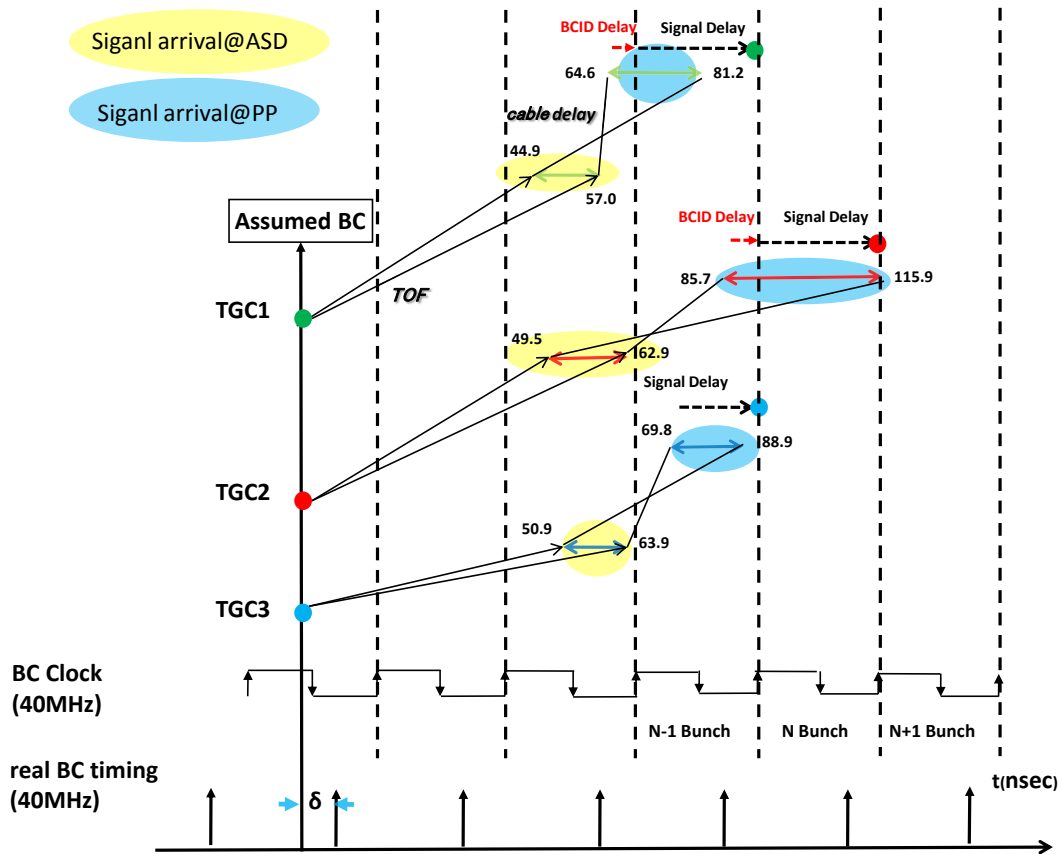 Siganl arrival@ASD
Siganl arrival@PP
BCID Delay
Signal Delay
64.6
81.2
cable delay
44.9
57.0
Assumed BC
BCID Delay
Signal Delay
TOF
85.7
115.9
TGC1
49.5
62.9
Signal Delay
69.8
88.9
TGC2
50.9
63.9
TGC3
BC Clock
(40MHz)
N-1 Bunch
N Bunch
N+1 Bunch
real BC timing
(40MHz)
t(nsec)
δ